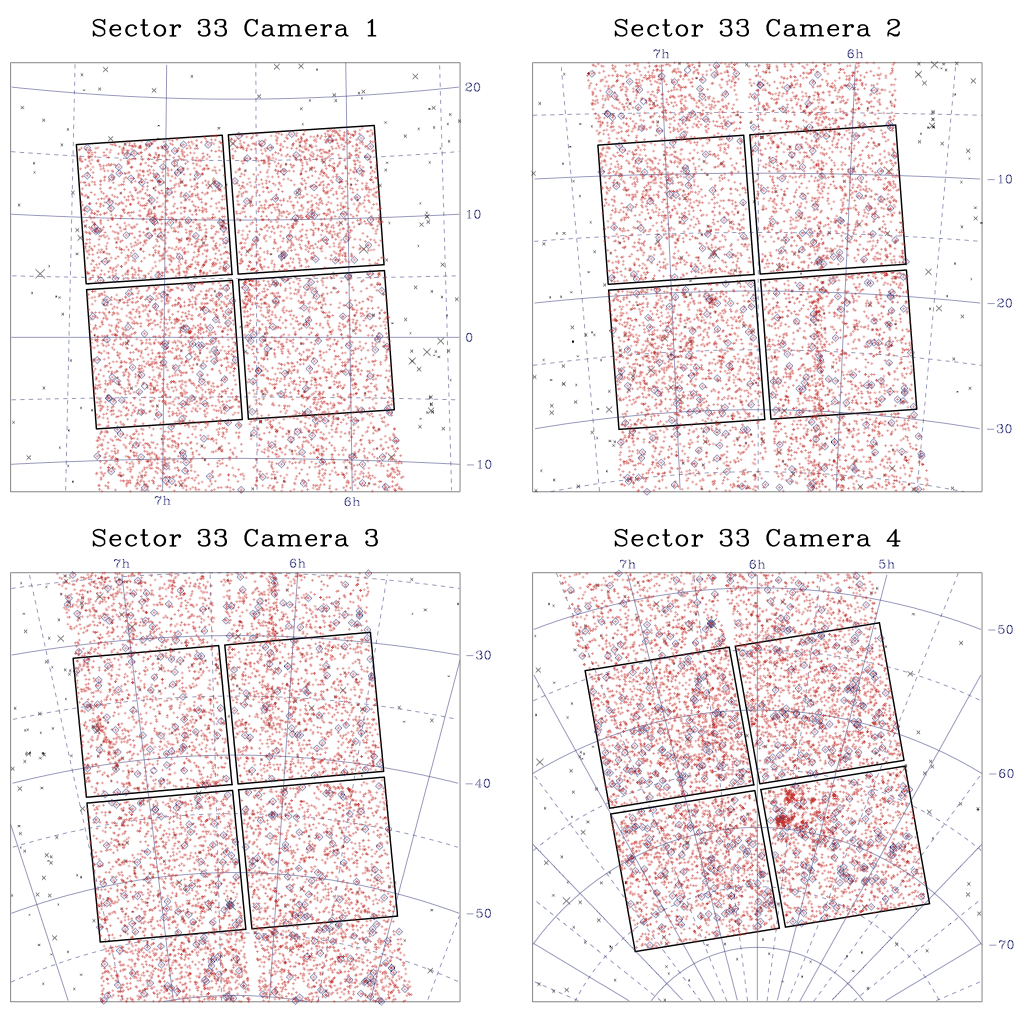 Sector 33 Camera 1
20
10
0
-10
7h 6h
Sector 33 Camera 2
7h 6h
-10
-20
-30
Sector 33 Camera 3
7h 6h
-30
-40
-50
Sector 33 Camera 4
7h 6h 5h
-50
-60
-70